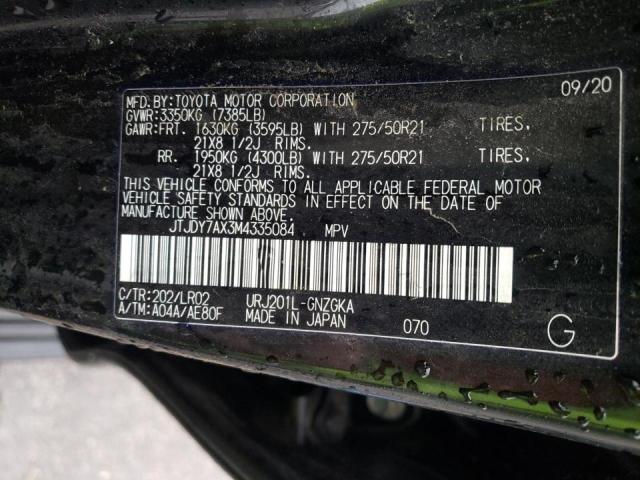 09/20
MFD.BY:TOYOTA MOTOR CORPORATION
GVWR:3350KG (7385LB)
GAWR:FRT. 1630KG (3595LB) WITH 275/50R21 TIRES,
21X8 1/2J RIMS.
RR. 1950KG (4300LB) WITH 275/50R21 TIRES,
21X8 1/2J RIMS.
THIS VEHICLE CONFORMS TO ALL APPLICABLE FEDERAL MOTOR
VEHICLE SAFETY STANDARDS IN EFFECT ON THE DATE OF
MANUFACTURE SHOWN ABOVE.
JTJDY7AX3M4335084 MPV
C/TR:202/LR02 URJ201L-GNZGKA
A/TM:A04A/AE80F MADE IN JAPAN 070
G